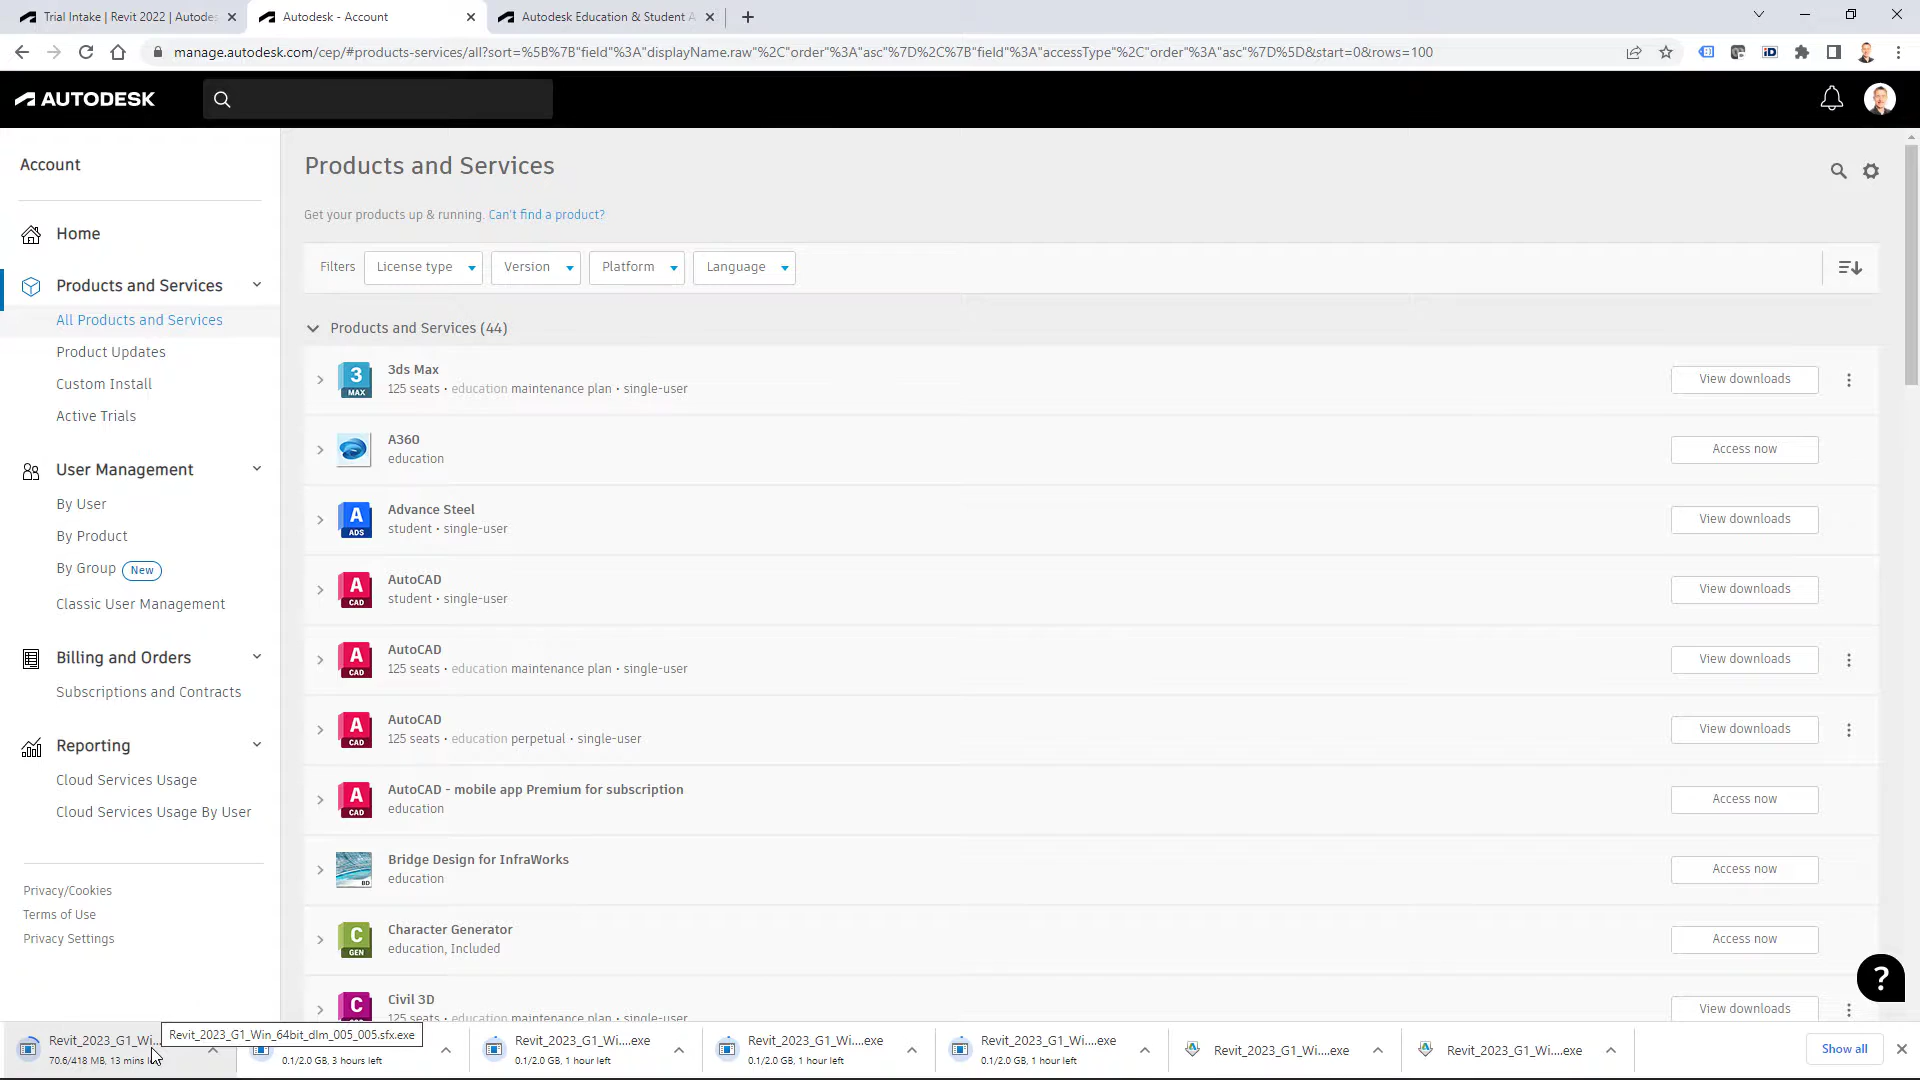 Trial Intake | Revit 2022 | Autodes
Autodesk - Account
Autodesk Education & Student A
manage.autodesk.com/cep/#products-services/all?sort=%5B%7B"field"%3A"displayName.raw"%2C"order"%3A"asc"%7D%2C%7B"field"%3A"accessType"%2C"order"%3A"asc"%7D%5D&start=0&rows=100
AUTODESK
Account
Home
Products and Services
All Products and Services
Product Updates
Custom Install
Active Trials
User Management
By User
By Product
By Group New
Classic User Management
Billing and Orders
Subscriptions and Contracts
Reporting
Cloud Services Usage
Cloud Services Usage By User
Privacy/Cookies
Terms of Use
Privacy Settings
Products and Services
Get your products up & running. Can't find a product?
Filters License type Version Platform Language
Products and Services (44)
3 MAX
3ds Max
125 seats • education maintenance plan • single-user
View downloads
A360
education
Access now
A ADS
Advance Steel
student • single-user
View downloads
A CAD
AutoCAD
student • single-user
View downloads
A CAD
AutoCAD
125 seats • education maintenance plan • single-user
View downloads
A CAD
AutoCAD
125 seats • education perpetual • single-user
View downloads
A CAD
AutoCAD - mobile app Premium for subscription
education
Access now
BD
Bridge Design for InfraWorks
education
Access now
C GEN
Character Generator
education, Included
Access now
C
Civil 3D
125 seats • education maintenance plan • single-user
View downloads
?
Revit_2023_G1_Win_64bit_dlm_005_005.sfx.exe
Revit_2023_G1_Wi...
70.6/418 MB, 13 mins
0.1/2.0 GB, 3 hours left
Revit_2023_G1_Wi....exe
0.1/2.0 GB, 1 hour left
Revit_2023_G1_Wi....exe
0.1/2.0 GB, 1 hour left
Revit_2023_G1_Wi....exe
0.1/2.0 GB, 1 hour left
Revit_2023_G1_Wi....exe
Revit_2023_G1_Wi....exe
Show all